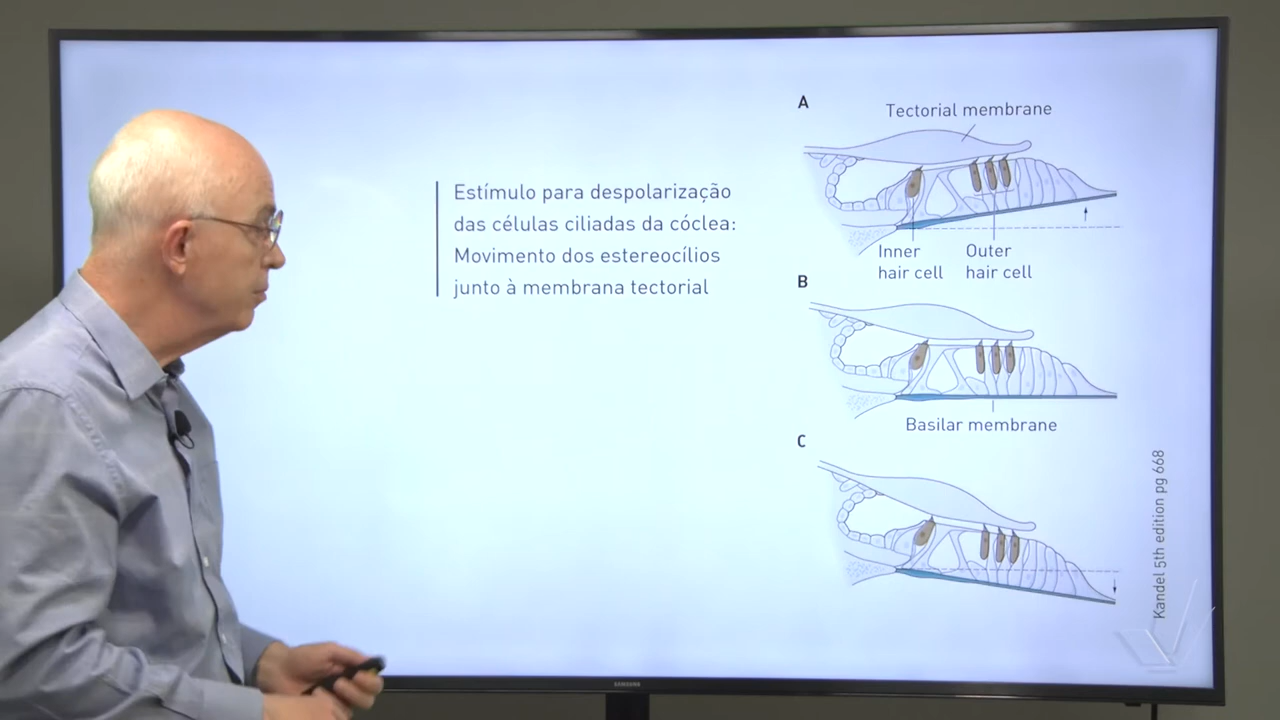 Estímulo para despolarização
das células ciliadas da cóclea:
Movimento dos estereocílios
junto à membrana tectorial
A
Tectorial membrane
Inner
hair cell
Outer
hair cell
B
Basilar membrane
C
Kandel 5th edition pg 668
SAMSUNG